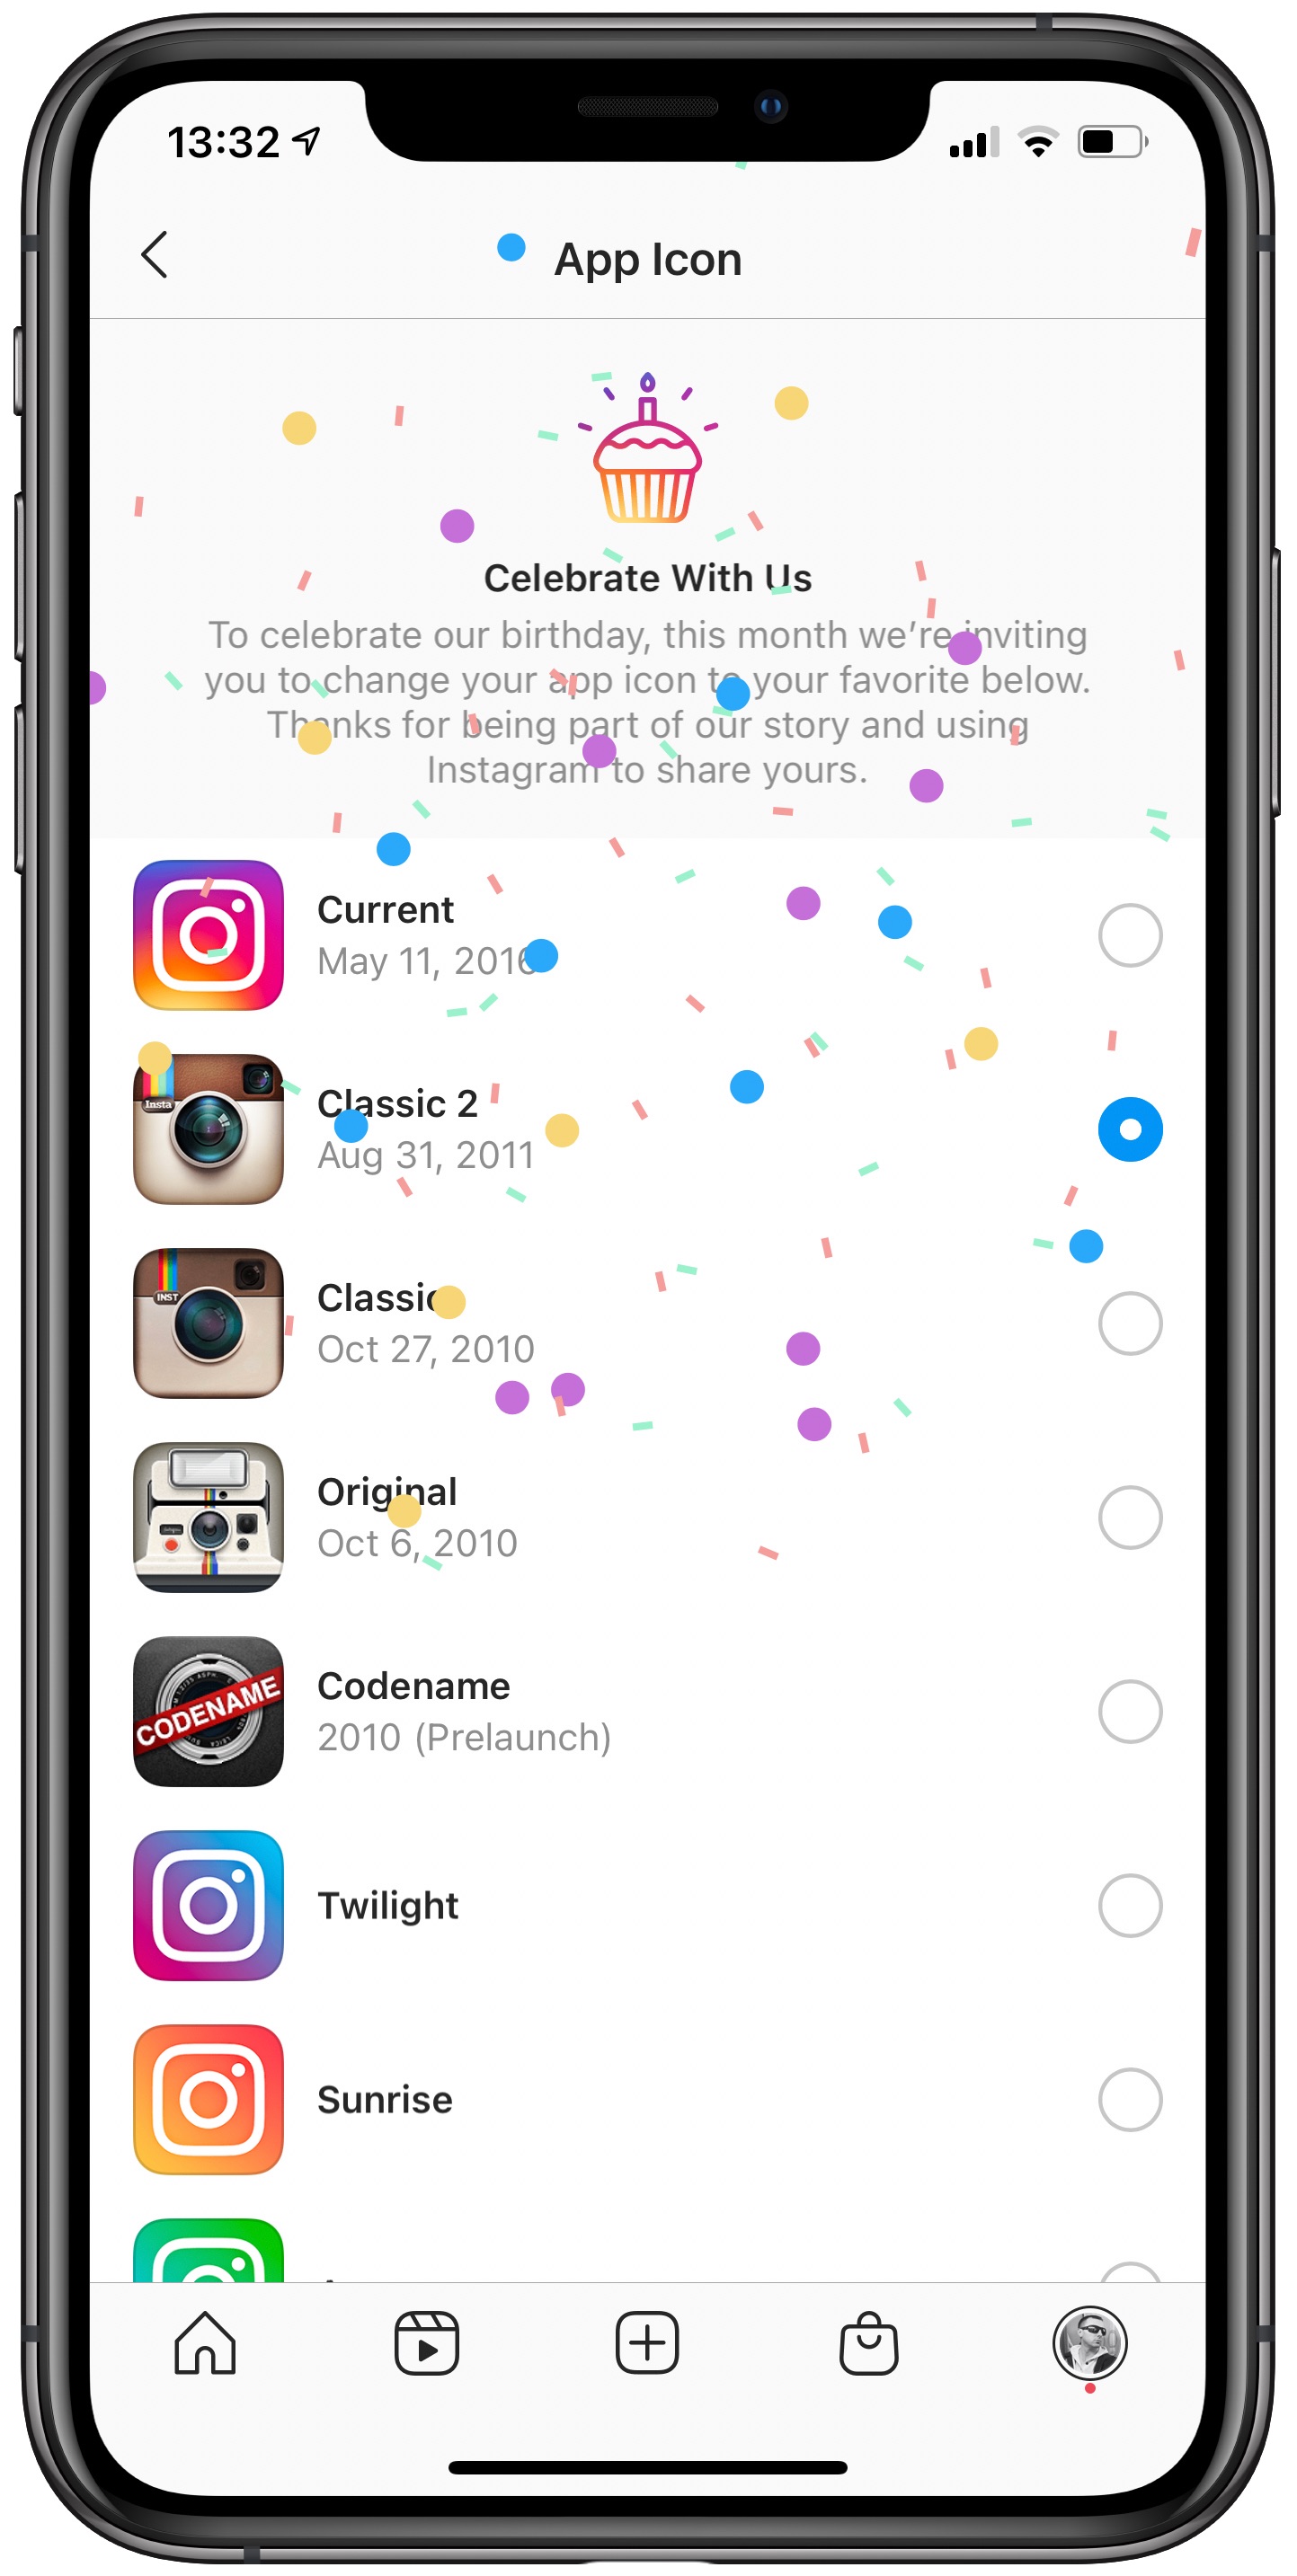 13:32
App Icon
Celebrate With Us
To celebrate our birthday, this month we're inviting
you to change your app icon to your favorite below.
Thanks for being part of our story and using
Instagram to share yours.
Current
May 11, 2016
Insta
Classic 2
Aug 31, 2011
INST
Classic
Oct 27, 2010
Original
Oct 6, 2010
CODENAME
Codename
2010 (Prelaunch)
Twilight
Sunrise